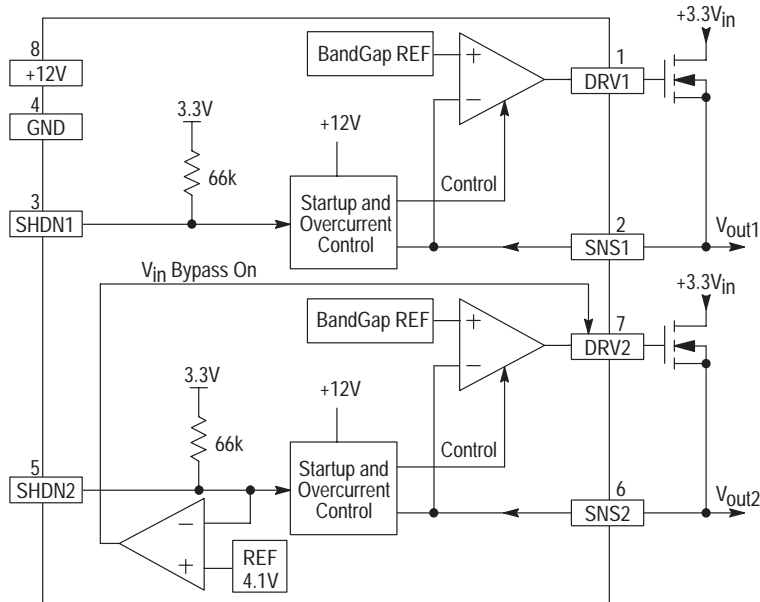 +3.3Vin
8
+12V
BandGap REF
+
−
1
DRV1
4
GND
3.3V
66k
+12V
3
SHDN1
Startup and
Overcurrent
Control
Control
2
SNS1
Vout1
Vin Bypass On
+3.3Vin
BandGap REF
+
−
7
DRV2
3.3V
66k
+12V
5
SHDN2
Startup and
Overcurrent
Control
Control
6
SNS2
Vout2
−
+
REF
4.1V